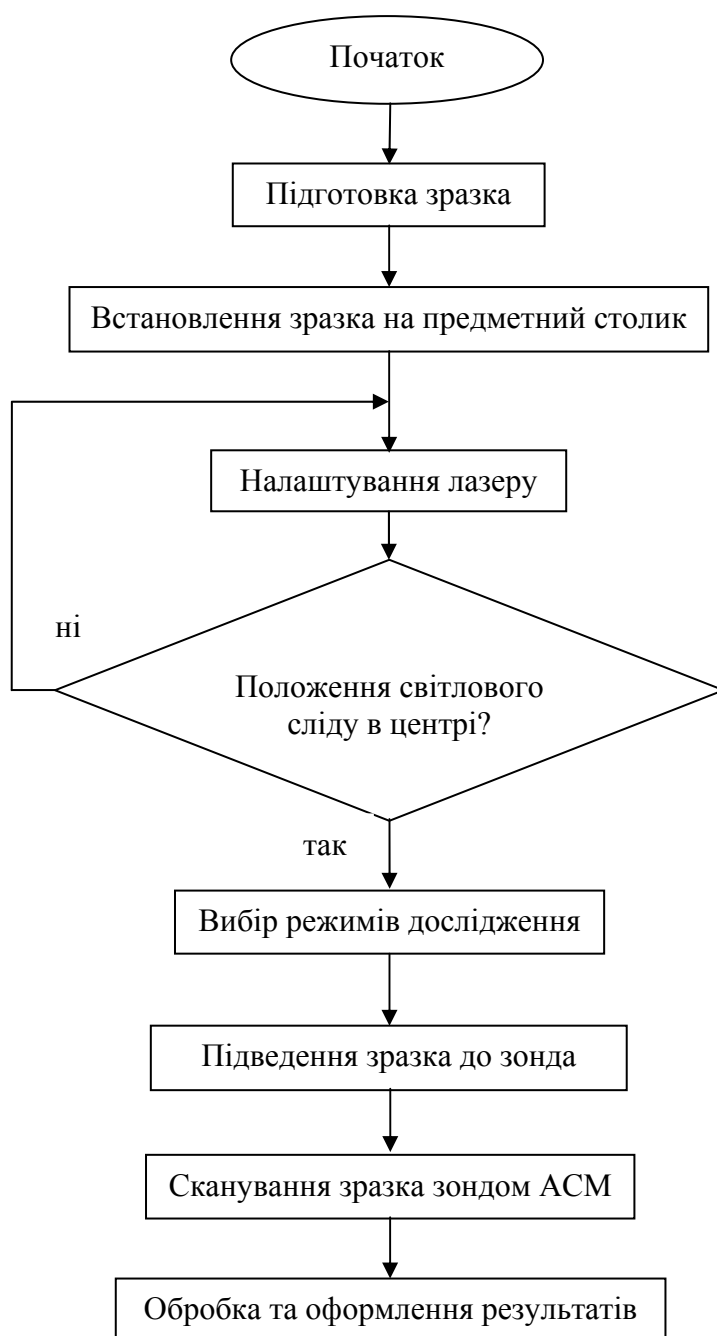 Початок
Підготовка зразка
Встановлення зразка на предметний столик
Налаштування лазеру
ні
Положення світлового
сліду в центрі?
так
Вибір режимів дослідження
Підведення зразка до зонда
Сканування зразка зондом АСМ
Обробка та оформлення результатів